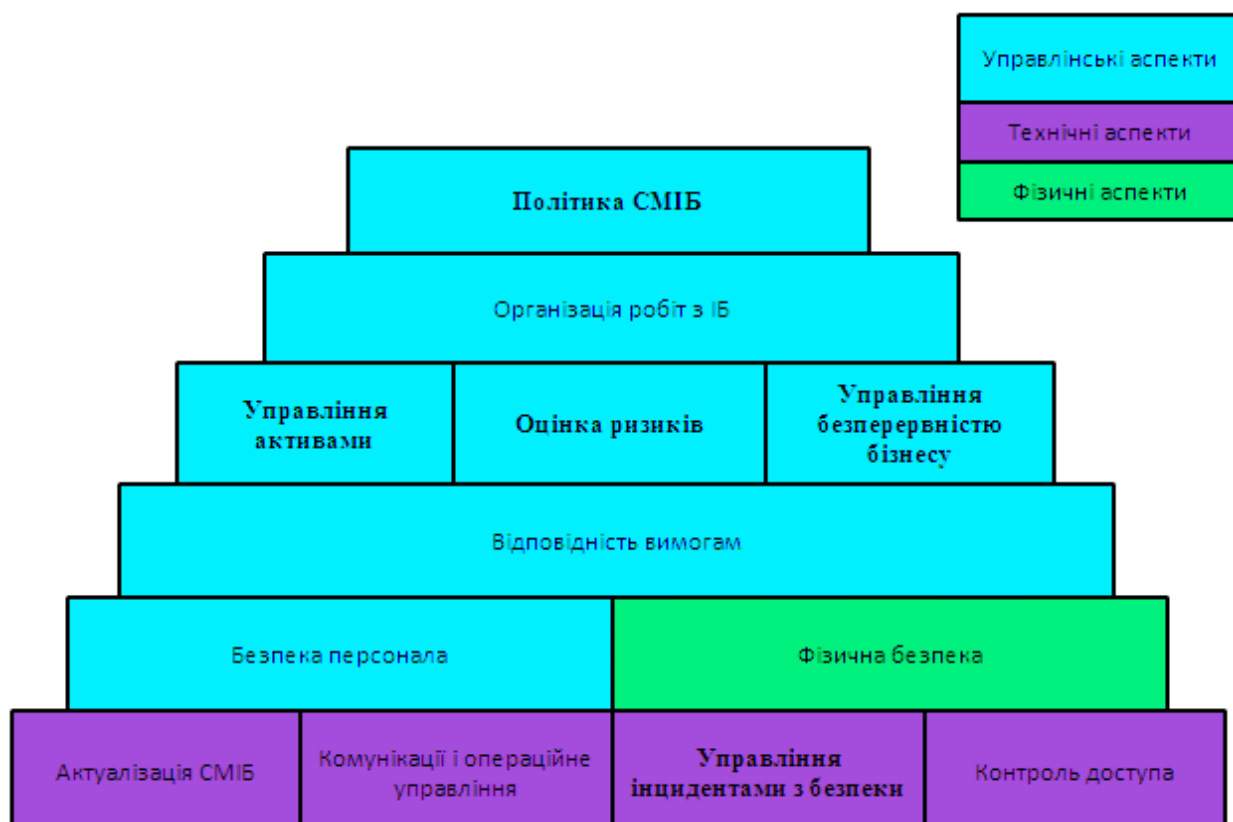 Управлінські аспекти
Технічні аспекти
Фізичні аспекти
Політика СМІБ
Організація робіт з ІБ
Управління
активами
Оцінка ризиків
Управління
безперервністю
бізнесу
Відповідність вимогам
Безпека персонала
Фізична безпека
Актуалізація СМІБ
Комунікації і операційне
управління
Управління
інцидентами з безпеки
Контроль доступа